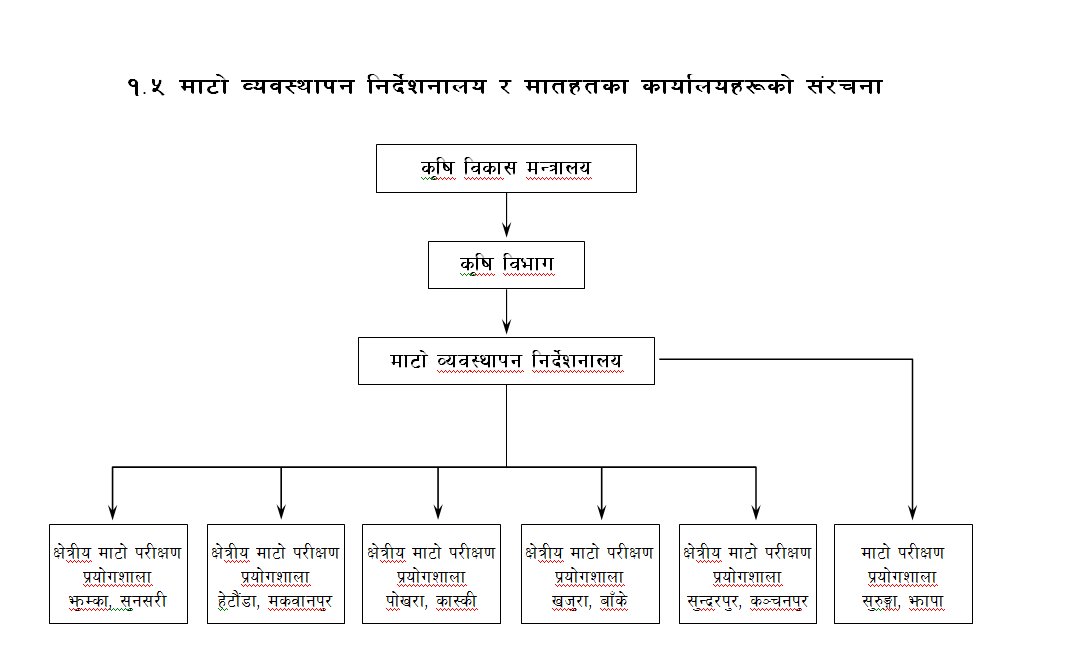 १.५ माटो व्यवस्थापन निर्देशनालय र मातहतका कार्यालयहरूको संरचना
कृषि विकास मन्त्रालय
कृषि विभाग
माटो व्यवस्थापन निर्देशनालय
क्षेत्रीय माटो परीक्षण
प्रयोगशाला
झुम्का, सुनसरी
क्षेत्रीय माटो परीक्षण
प्रयोगशाला
हेटौंडा, मकवानपुर
क्षेत्रीय माटो परीक्षण
प्रयोगशाला
पोखरा, कास्की
क्षेत्रीय माटो परीक्षण
प्रयोगशाला
खजुरा, बाँके
क्षेत्रीय माटो परीक्षण
प्रयोगशाला
सुन्दरपुर, कञ्चनपुर
माटो परीक्षण
प्रयोगशाला
सुरुङ्गा, झापा